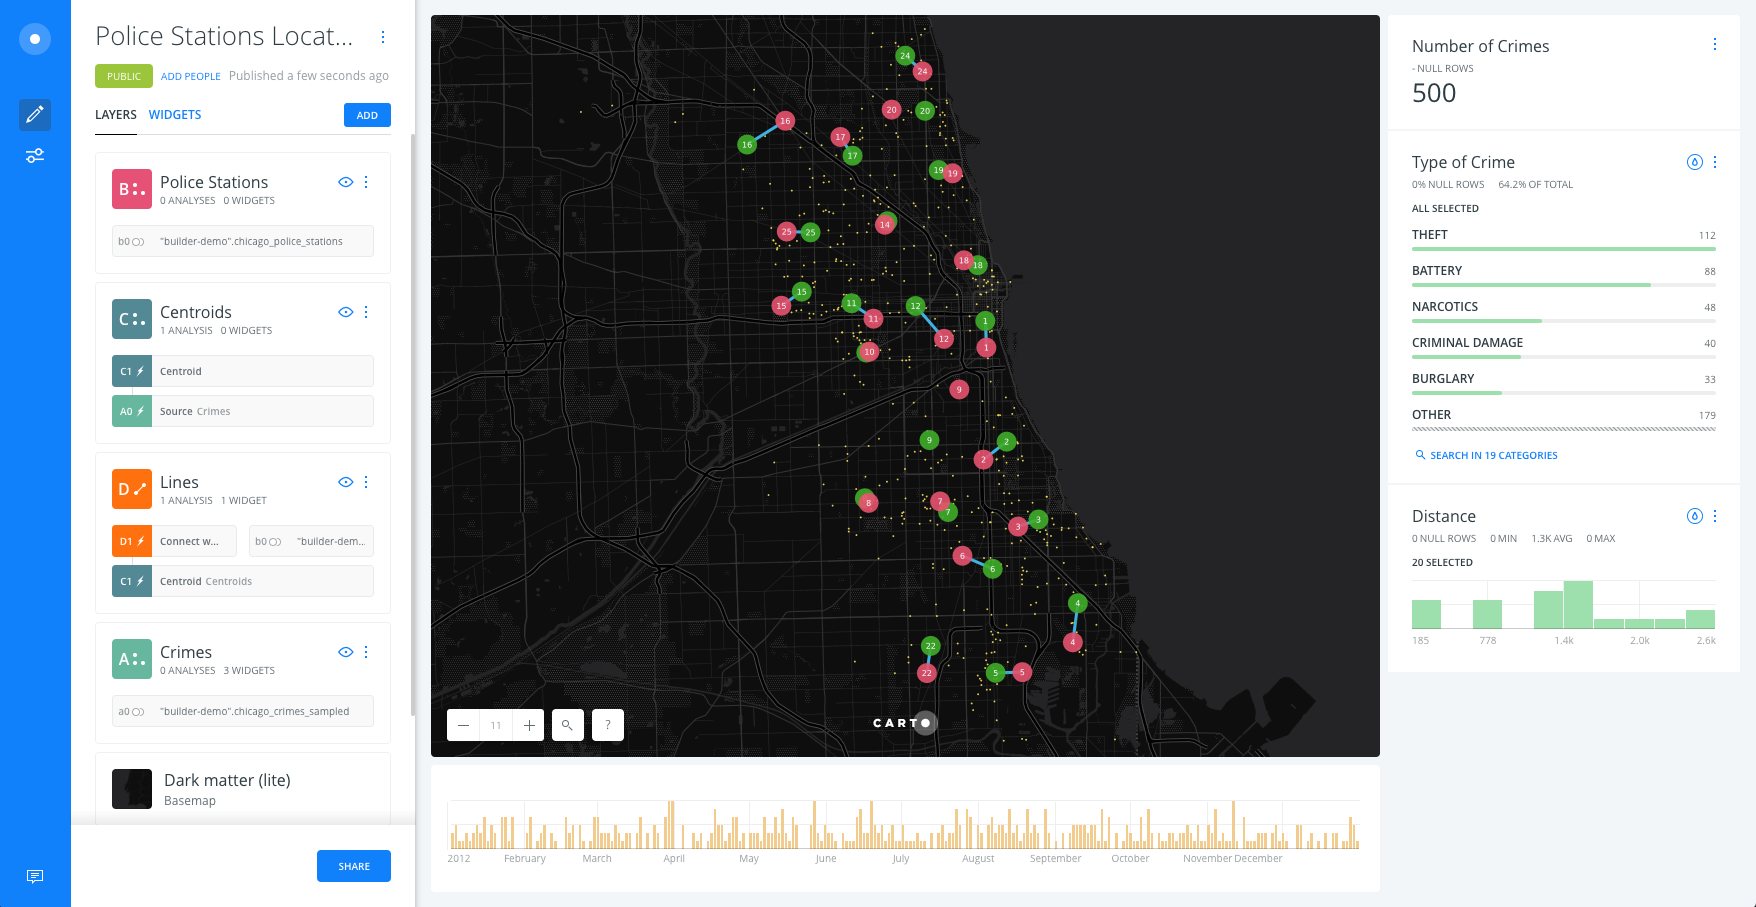 Police Stations Locat...
PUBLIC ADD PEOPLE Published a few seconds ago
LAYERS WIDGETS ADD
B Police Stations
0 ANALYSES 0 WIDGETS
b0 "builder-demo".chicago_police_stations
C Centroids
1 ANALYSIS 0 WIDGETS
C1 Centroid
A0 Source Crimes
D Lines
1 ANALYSIS 1 WIDGET
D1 Connect w... b0 "builder-dem...
C1 Centroid Centroids
A Crimes
0 ANALYSES 3 WIDGETS
a0 "builder-demo".chicago_crimes_sampled
Dark matter (lite)
Basemap
SHARE
24
24
20 20
16
17
16 17
19 19
14
25 25
18 18
15
15 11 12
11 1
12 1
10
9
9 2
2
8 7
7
3 3
6
6
4
4
22
22 5 5
11 ?
CARTO
2012 February March April May June July August September October November December
Number of Crimes
- NULL ROWS
500
Type of Crime
0% NULL ROWS 64.2% OF TOTAL
ALL SELECTED
THEFT 112
BATTERY 88
NARCOTICS 48
CRIMINAL DAMAGE 40
BURGLARY 33
OTHER 179
SEARCH IN 19 CATEGORIES
Distance
0 NULL ROWS 0 MIN 1.3K AVG 0 MAX
20 SELECTED
185 778 1.4k 2.0k 2.6k